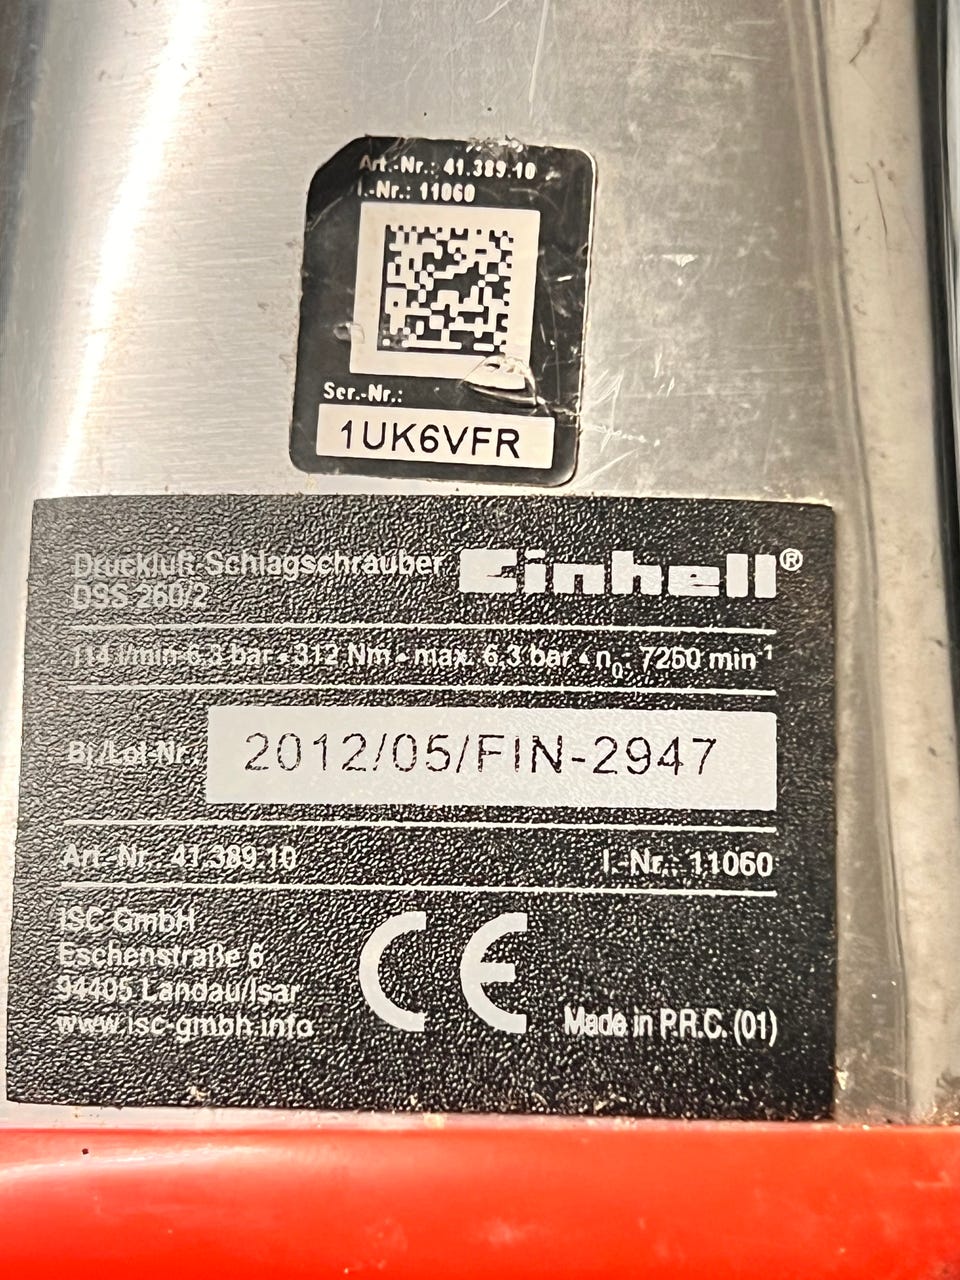 Art.-Nr.: 41.389.10
I.-Nr.: 11060
Ser.-Nr.:
1UK6VFR
Druckluft-Schlagschrauber Einhell®
DSS 260/2
114 l/min 6,3 bar • 312 Nm • max. 6,3 bar • n₀: 7250 min⁻¹
Bj./Lot-Nr.: 2012/05/FIN-2947
Art.-Nr.: 41.389.10 I.-Nr.: 11060
ISC GmbH
Eschenstraße 6
94405 Landau/Isar
www.isc-gmbh.info
CE
Made in P.R.C. (01)